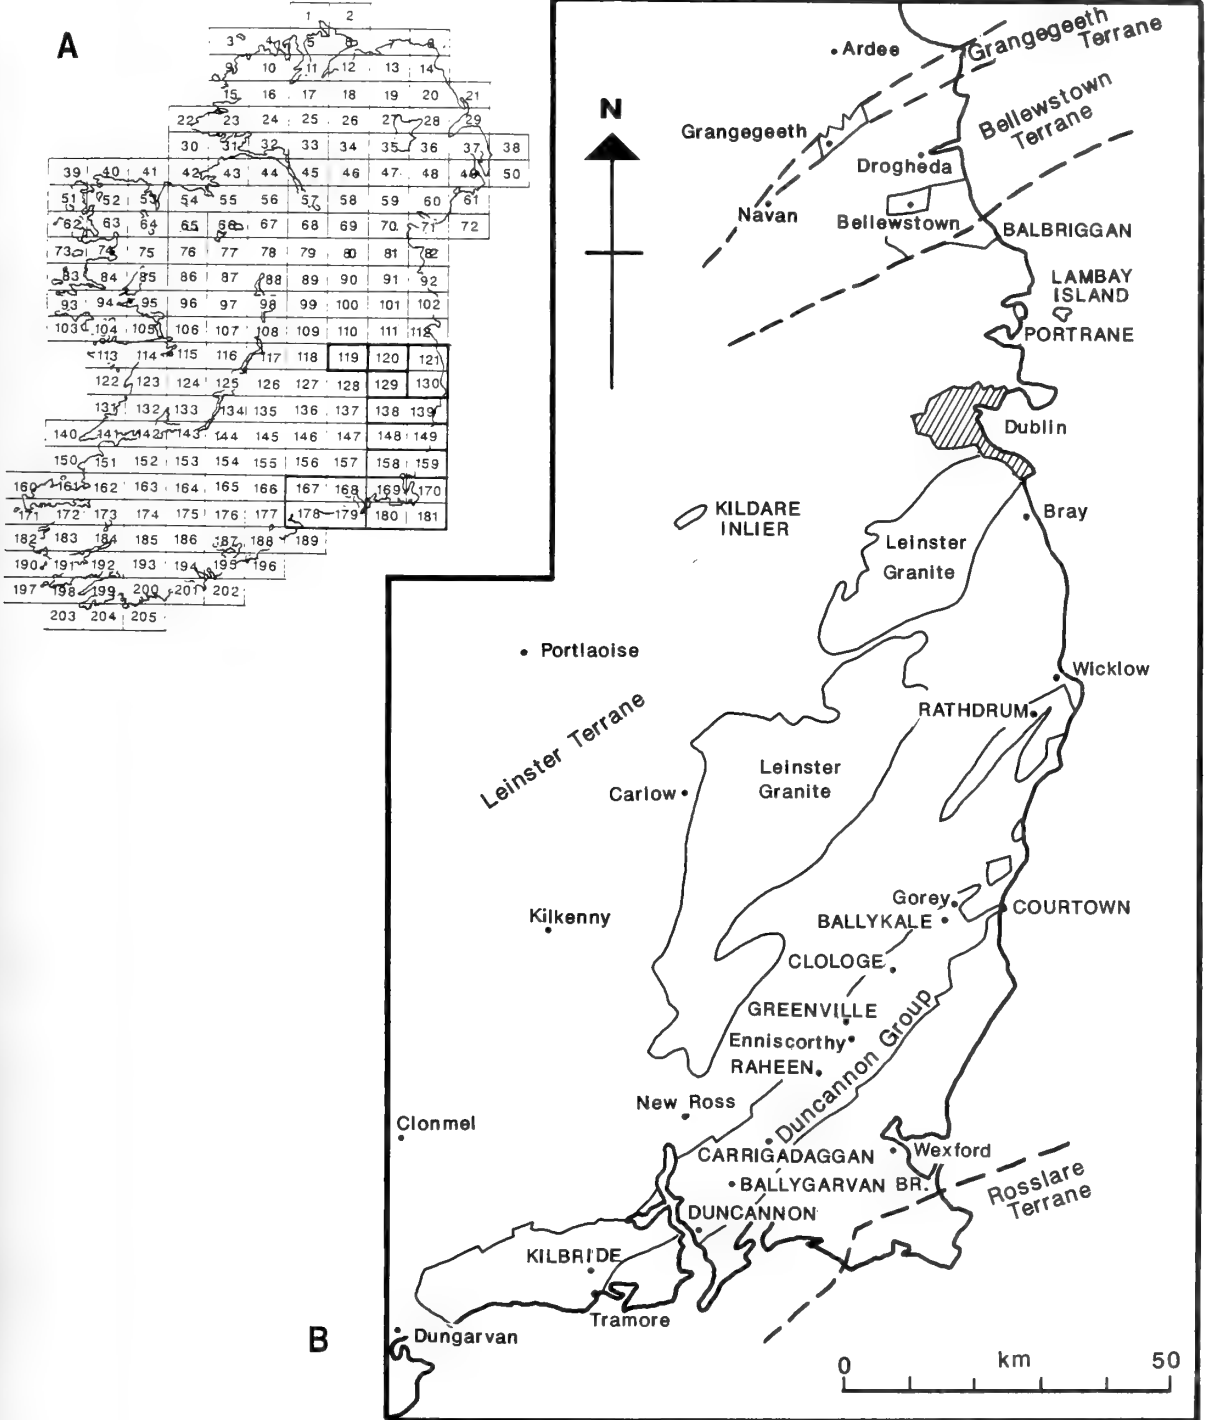 A
1 2
3 4 5 6 7 8
9 10 11 12 13 14
15 16 17 18 19 20 21
22 23 24 25 26 27 28 29
30 31 32 33 34 35 36 37 38
39 40 41 42 43 44 45 46 47 48 49 50
51 52 53 54 55 56 57 58 59 60 61
62 63 64 65 66 67 68 69 70 71 72
73 74 75 76 77 78 79 80 81 82
83 84 85 86 87 88 89 90 91 92
93 94 95 96 97 98 99 100 101 102
103 104 105 106 107 108 109 110 111 112
113 114 115 116 117 118 119 120 121
122 123 124 125 126 127 128 129 130
131 132 133 134 135 136 137 138 139
140 141 142 143 144 145 146 147 148 149
150 151 152 153 154 155 156 157 158 159
160 161 162 163 164 165 166 167 168 169 170
171 172 173 174 175 176 177 178 179 180 181
182 183 184 185 186 187 188 189
190 191 192 193 194 195 196
197 198 199 200 201 202
203 204 205
B
N
Ardee
Grangegeeth
Terrane
Grangegeeth
Bellewstown
Terrane
Drogheda
Navan
Bellewstown
BALBRIGGAN
LAMBAY
ISLAND
PORTRANE
Dublin
KILDARE
INLIER
Bray
Leinster
Granite
Portlaoise
Wicklow
Leinster Terrane
RATHDRUM
Leinster
Granite
Carlow
Gorey
Kilkenny
COURTOWN
BALLYKALE
CLOLOGE
GREENVILLE
Enniscorthy
RAHEEN
Duncannon Group
New Ross
Clonmel
CARRIGADAGGAN
Wexford
BALLYGARVAN BR.
Rosslare
Terrane
DUNCANNON
KILBRIDE
Tramore
Dungarvan
0 km 50